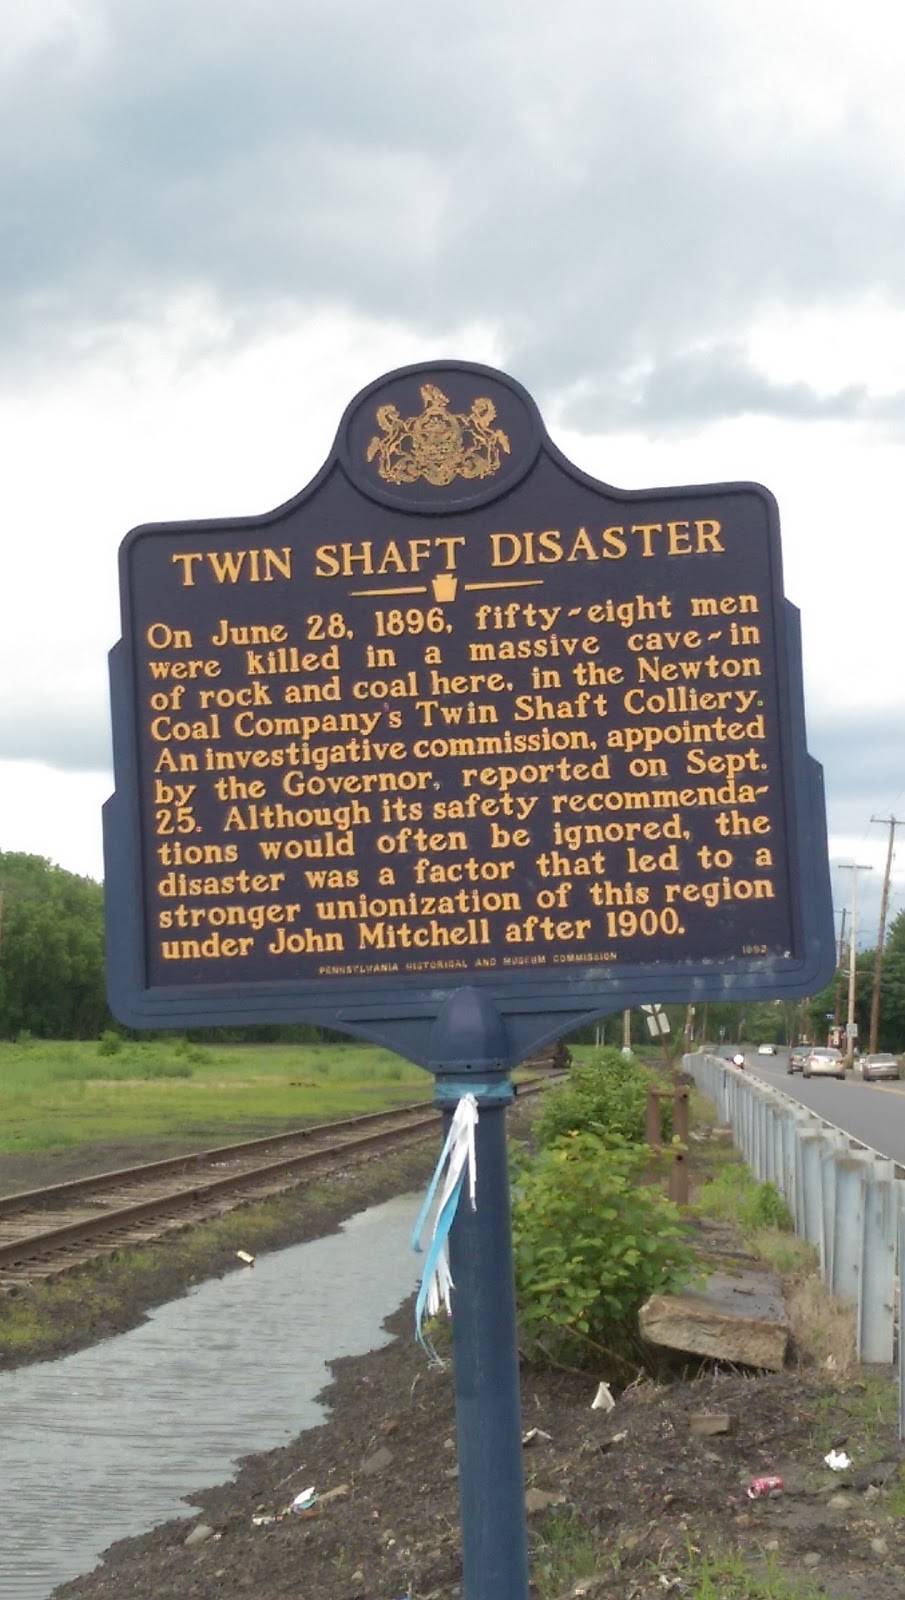 TWIN SHAFT DISASTER
On June 28, 1896, fifty-eight men
were killed in a massive cave-in
of rock and coal here, in the Newton
Coal Company's Twin Shaft Colliery.
An investigative commission, appointed
by the Governor, reported on Sept.
25. Although its safety recommenda-
tions would often be ignored, the
disaster was a factor that led to a
stronger unionization of this region
under John Mitchell after 1900.
PENNSYLVANIA HISTORICAL AND MUSEUM COMMISSION